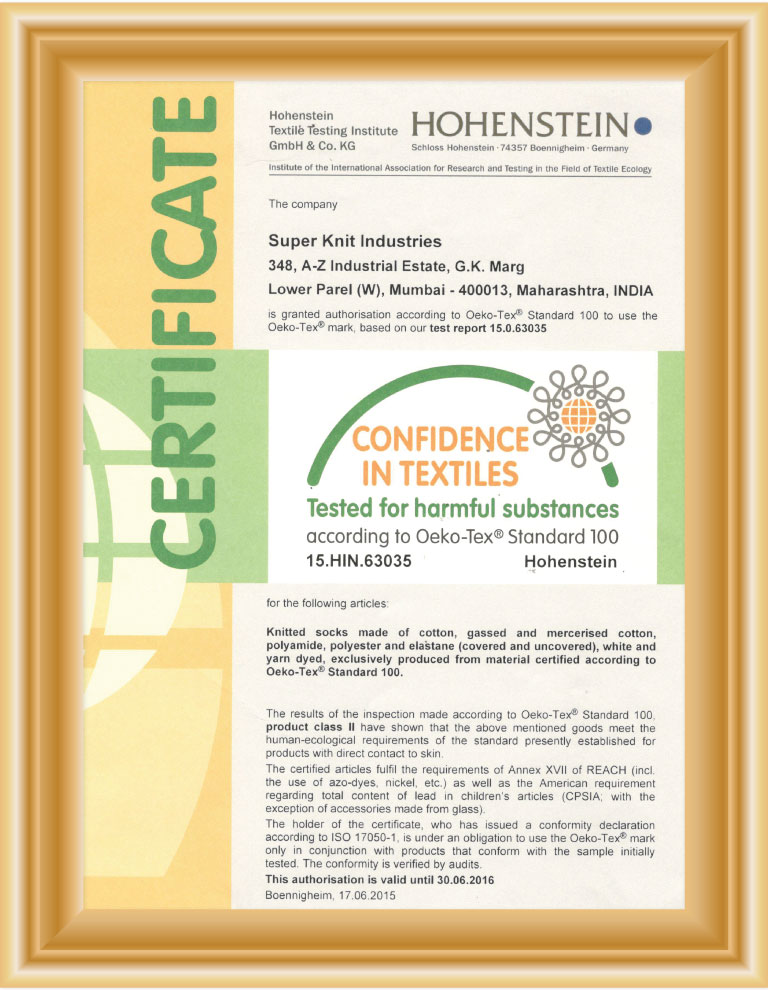 CERTIFICATE
Hohenstein
Textile Testing Institute
GmbH & Co. KG
HOHENSTEIN
Schloss Hohenstein · 74357 Boennigheim · Germany
Institute of the International Association for Research and Testing in the Field of Textile Ecology
The company
Super Knit Industries
348, A-Z Industrial Estate, G.K. Marg
Lower Parel (W), Mumbai - 400013, Maharashtra, INDIA
is granted authorisation according to Oeko-Tex® Standard 100 to use the
Oeko-Tex® mark, based on our test report 15.0.63035
CONFIDENCE
IN TEXTILES
Tested for harmful substances
according to Oeko-Tex® Standard 100
15.HIN.63035 Hohenstein
for the following articles:
Knitted socks made of cotton, gassed and mercerised cotton,
polyamide, polyester and elastane (covered and uncovered), white and
yarn dyed, exclusively produced from material certified according to
Oeko-Tex® Standard 100.
The results of the inspection made according to Oeko-Tex® Standard 100,
product class II have shown that the above mentioned goods meet the
human-ecological requirements of the standard presently established for
products with direct contact to skin.
The certified articles fulfil the requirements of Annex XVII of REACH (incl.
the use of azo-dyes, nickel, etc.) as well as the American requirement
regarding total content of lead in children's articles (CPSIA; with the
exception of accessories made from glass).
The holder of the certificate, who has issued a conformity declaration
according to ISO 17050-1, is under an obligation to use the Oeko-Tex® mark
only in conjunction with products that conform with the sample initially
tested. The conformity is verified by audits.
This authorisation is valid until 30.06.2016
Boennigheim, 17.06.2015